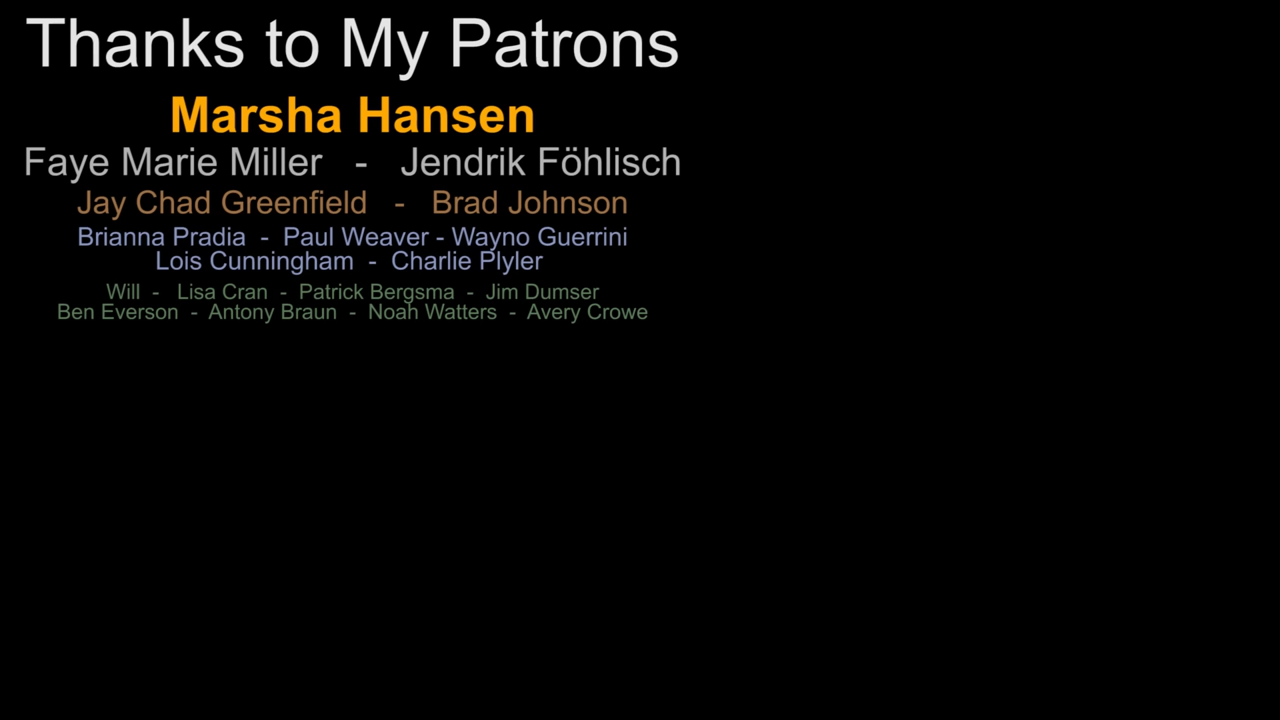 Thanks to My Patrons
Marsha Hansen
Faye Marie Miller - Jendrik Föhlisch
Jay Chad Greenfield - Brad Johnson
Brianna Pradia - Paul Weaver - Wayno Guerrini
Lois Cunningham - Charlie Plyler
Will - Lisa Cran - Patrick Bergsma - Jim Dumser
Ben Everson - Antony Braun - Noah Watters - Avery Crowe